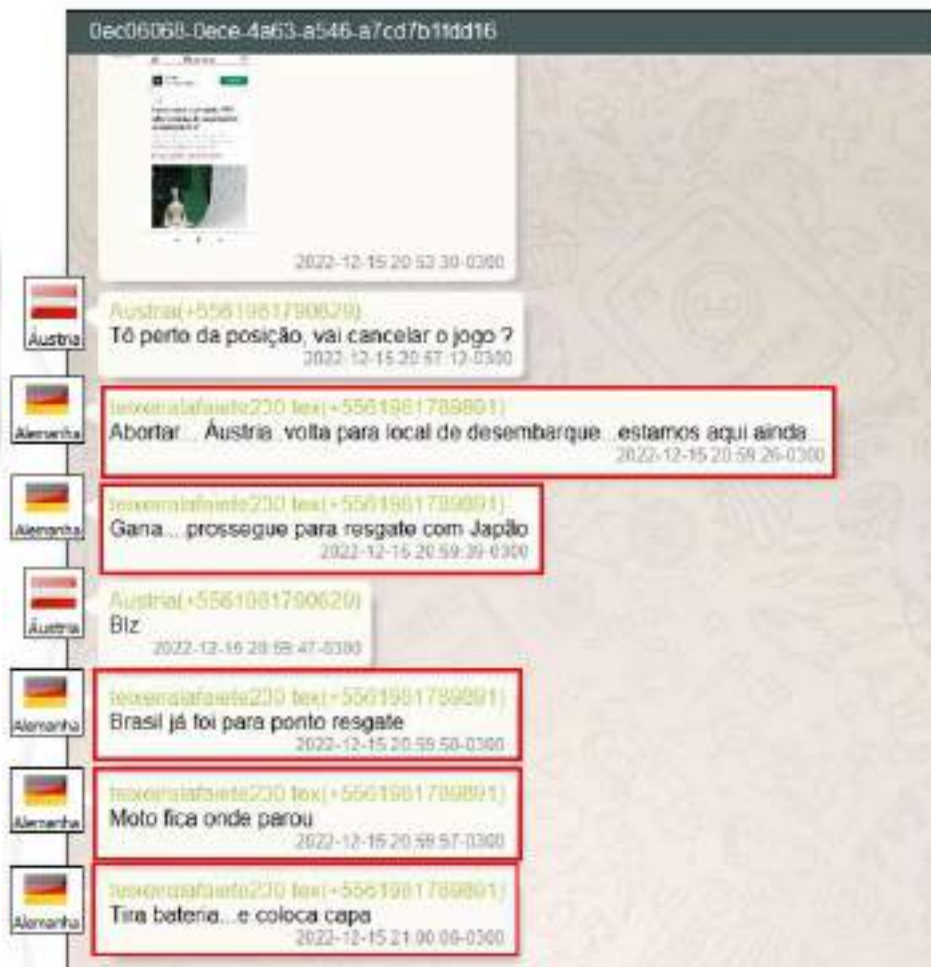 0ec06068-0ece-4a63-a546-a7cd7b1fdd16
2022-12-15 20:53:30-0300
Áustria
Austria(+5561981790629)
Tô perto da posição, vai cancelar o jogo ?
2022-12-15 20:57:12-0300
Alemanha
teixeiralafaiete230 tex(+5561981789891)
Abortar... Áustria..volta para local de desembarque...estamos aqui ainda...
2022-12-15 20:59:26-0300
Alemanha
teixeiralafaiete230 tex(+5561981789891)
Gana... prossegue para resgate com Japão
2022-12-15 20:59:39-0300
Áustria
Austria(+5561981790629)
Blz
2022-12-15 20:59:47-0300
Alemanha
teixeiralafaiete230 tex(+5561981789891)
Brasil já foi para ponto resgate
2022-12-15 20:59:50-0300
Alemanha
teixeiralafaiete230 tex(+5561981789891)
Moto fica onde parou
2022-12-15 20:59:57-0300
Alemanha
teixeiralafaiete230 tex(+5561981789891)
Tira bateria...e coloca capa
2022-12-15 21:00:06-0300